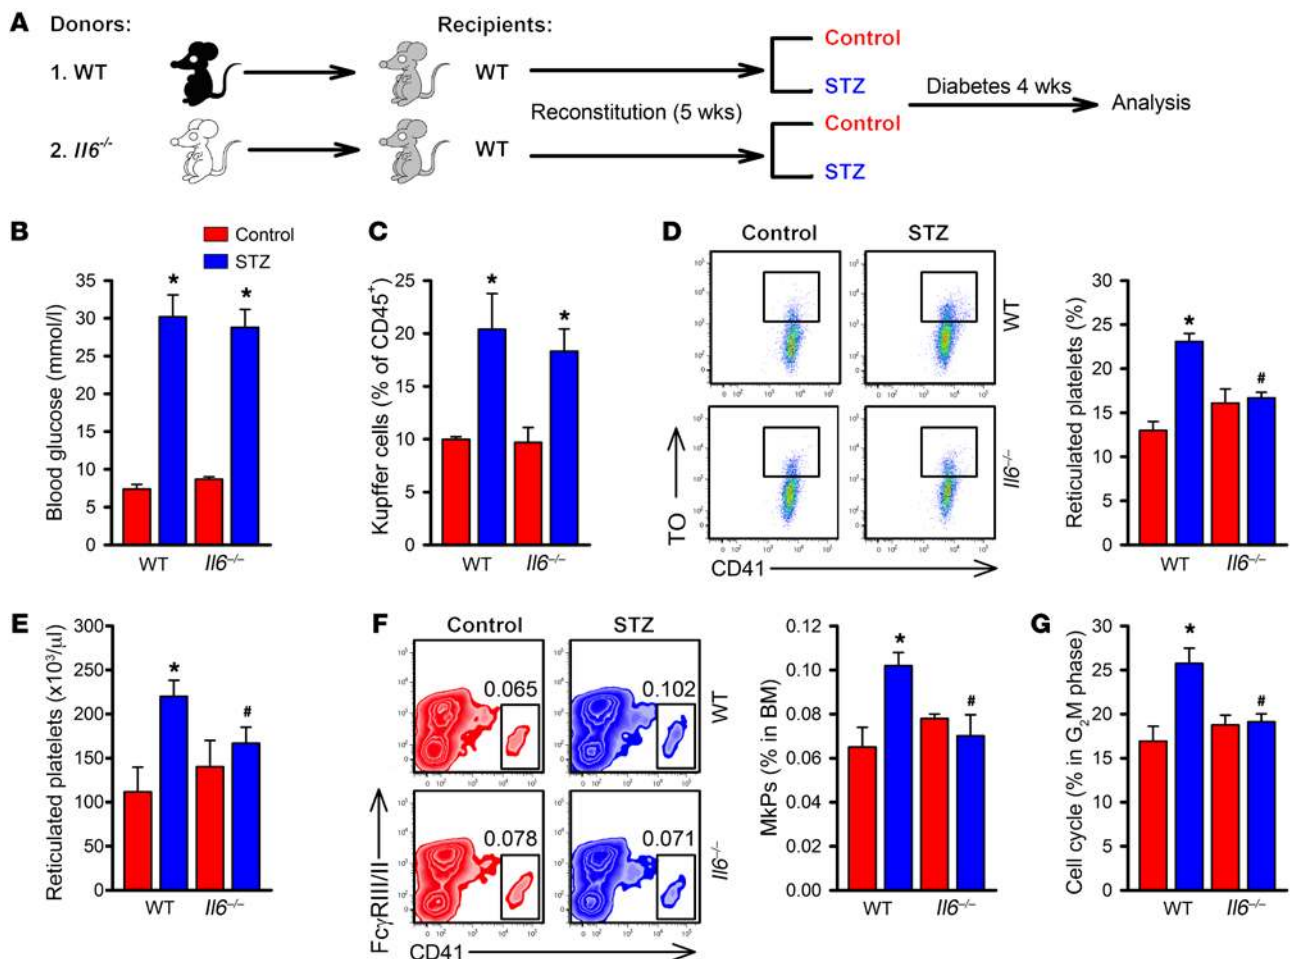 A
Donors:
Recipients:
1. WT
WT
Control
STZ
Reconstitution (5 wks)
Diabetes 4 wks
Analysis
2. Il6-/-
WT
Control
STZ
B
Control
STZ
Blood glucose (mmol/l)
35
30
25
20
15
10
5
0
WT
Il6–/–
C
Kupffer cells (% of CD45+)
25
20
15
10
5
0
WT
Il6–/–
D
Control
STZ
WT
Il6–/–
TO
CD41
Reticulated platelets (%)
30
25
20
15
10
5
0
WT
Il6–/–
*
#
E
Reticulated platelets (x10³/µl)
300
250
200
150
100
50
0
WT
Il6–/–
*
#
F
Control
STZ
0.065
0.102
WT
0.078
0.071
Il6–/–
FcγRIII/II
CD41
MkPs (% in BM)
0.12
0.10
0.08
0.06
0.04
0.02
0.00
WT
Il6–/–
*
#
G
Cell cycle (% in G₂M phase)
30
25
20
15
10
5
0
WT
Il6–/–
*
#